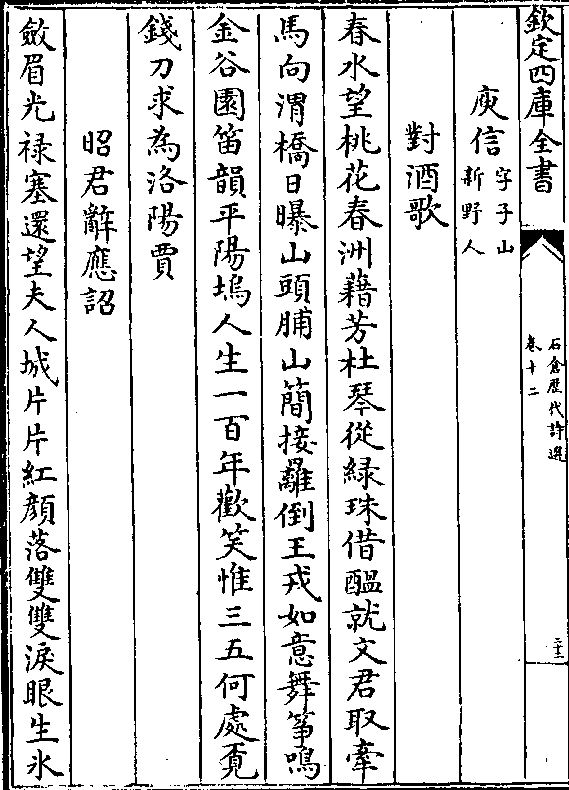 欽定四庫全書
石倉歴代詩選
卷十二
二十三
庾信
字子山
新野人
對酒歌
春水望桃花春洲藉芳杜琴從緑珠借醖就文君取牽
馬向渭橋日曝山頭脯山簡接䍦倒王戎如意舞筝鳴
金谷園笛韻平陽塢人生一百年歡笑惟三五何處覓
錢刀求為洛陽賈
昭君辭應詔
斂眉光禄塞還望夫人城片片紅顔落雙雙淚眼生氷